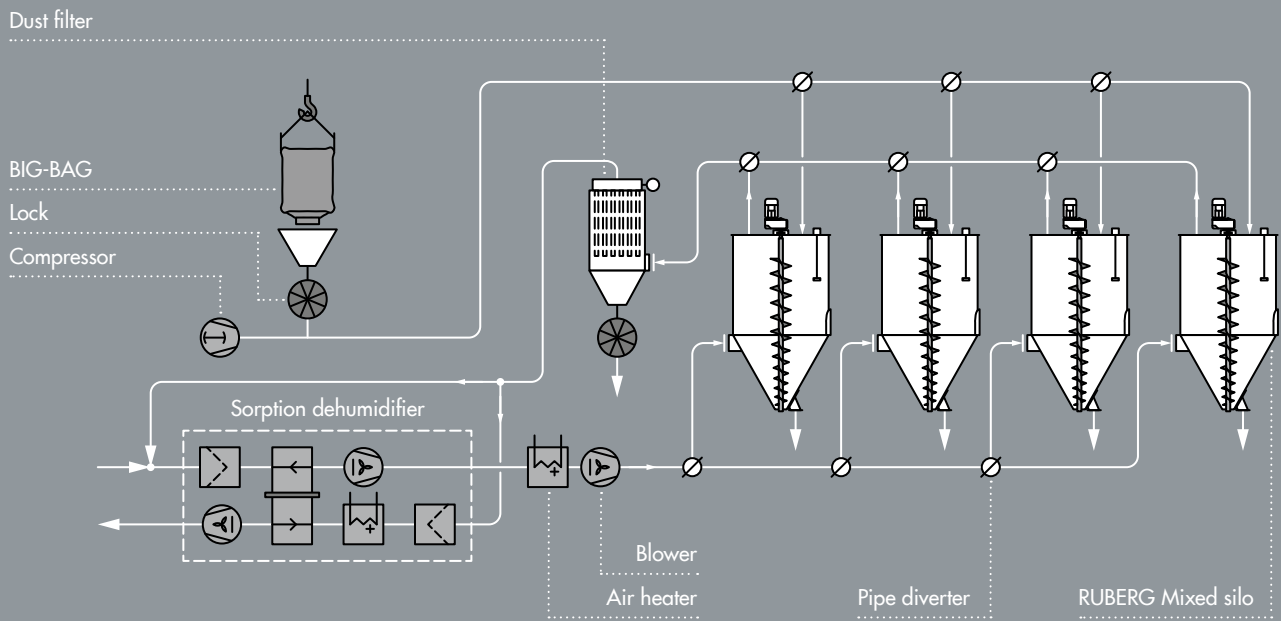 Dust filter
BIG-BAG
Lock
Compressor
Sorption dehumidifier
Blower
Air heater
Pipe diverter
RUBERG Mixed silo